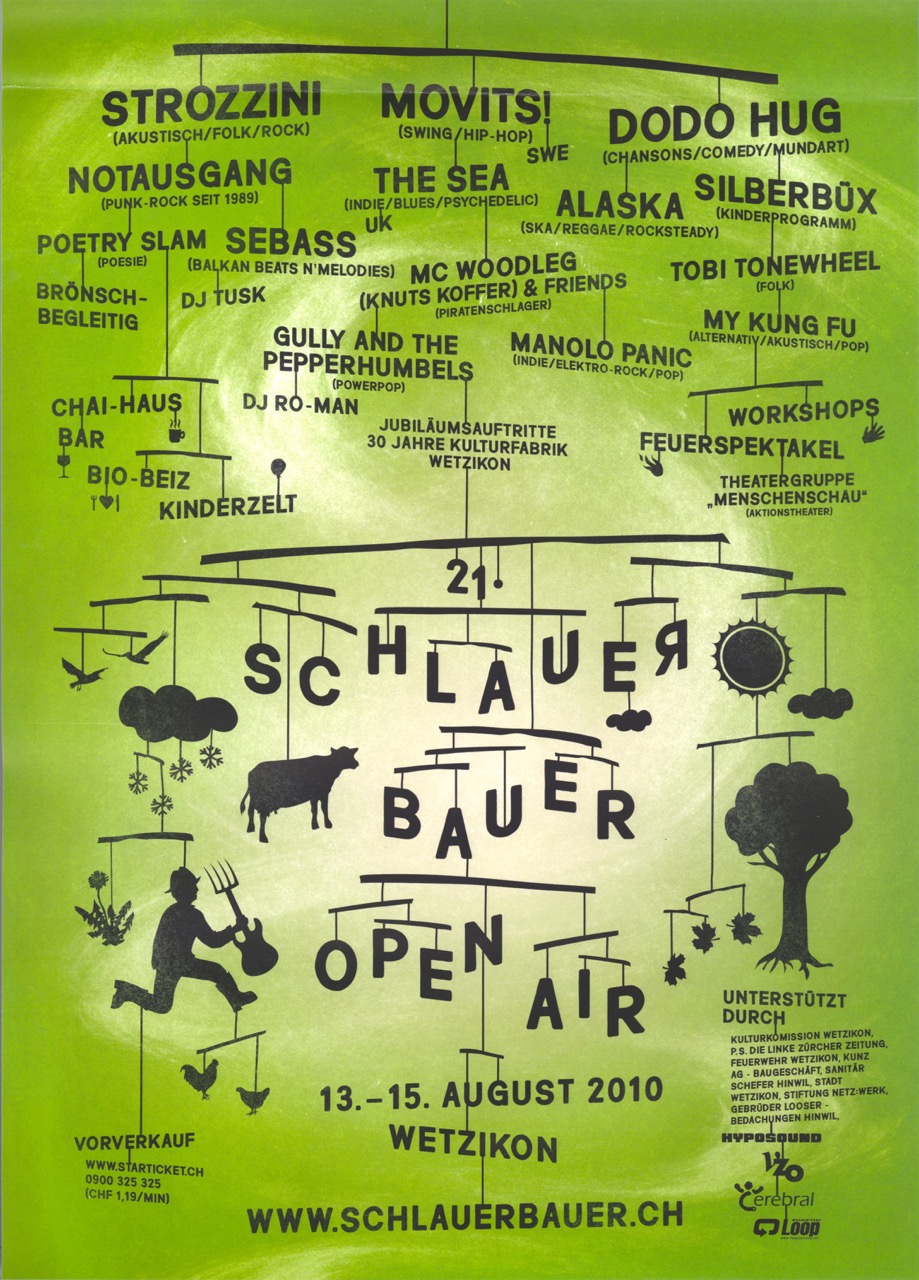 STROZZINI
(AKUSTISCH/FOLK/ROCK)
MOVITS!
(SWING/HIP-HOP)
SWE
DODO HUG
(CHANSONS/COMEDY/MUNDART)
NOTAUSGANG
(PUNK-ROCK SEIT 1989)
THE SEA
(INDIE/BLUES/PSYCHEDELIC)
UK
ALASKA
(SKA/REGGAE/ROCKSTEADY)
SILBERBÜX
(KINDERPROGRAMM)
POETRY SLAM
(POESIE)
SEBASS
(BALKAN BEATS N'MELODIES)
MC WOODLEG
(KNUTS KOFFER) & FRIENDS
(PIRATENSCHLAGER)
TOBI TONEWHEEL
(FOLK)
BRÖNSCH-
BEGLEITIG
DJ TUSK
GULLY AND THE
PEPPERHUMBELS
(POWERPOP)
MANOLO PANIC
(INDIE/ELEKTRO-ROCK/POP)
MY KUNG FU
(ALTERNATIV/AKUSTISCH/POP)
CHAI-HAUS
BAR
BIO-BEIZ
KINDERZELT
DJ RO-MAN
JUBILÄUMSAUFTRITTE
30 JAHRE KULTURFABRIK
WETZIKON
WORKSHOPS
FEUERSPEKTAKEL
THEATERGRUPPE
„MENSCHENSCHAU“
(AKTIONSTHEATER)
21.
SCHLAUER
BAUER
OPEN AIR
13.–15. AUGUST 2010
WETZIKON
WWW.SCHLAUERBAUER.CH
VORVERKAUF
WWW.STARTICKET.CH
0900 325 325
(CHF 1,19/MIN)
UNTERSTÜTZT
DURCH
KULTURKOMISSION WETZIKON,
P.S. DIE LINKE ZÜRCHER ZEITUNG,
FEUERWEHR WETZIKON, KUNZ
AG - BAUGESCHÄFT, SANITÄR
SCHEFER HINWIL, STADT
WETZIKON, STIFTUNG NETZ:WERK,
GEBRÜDER LOOSER -
BEDACHUNGEN HINWIL,
HYPOSOUND
VZO
Cerebral
Loop